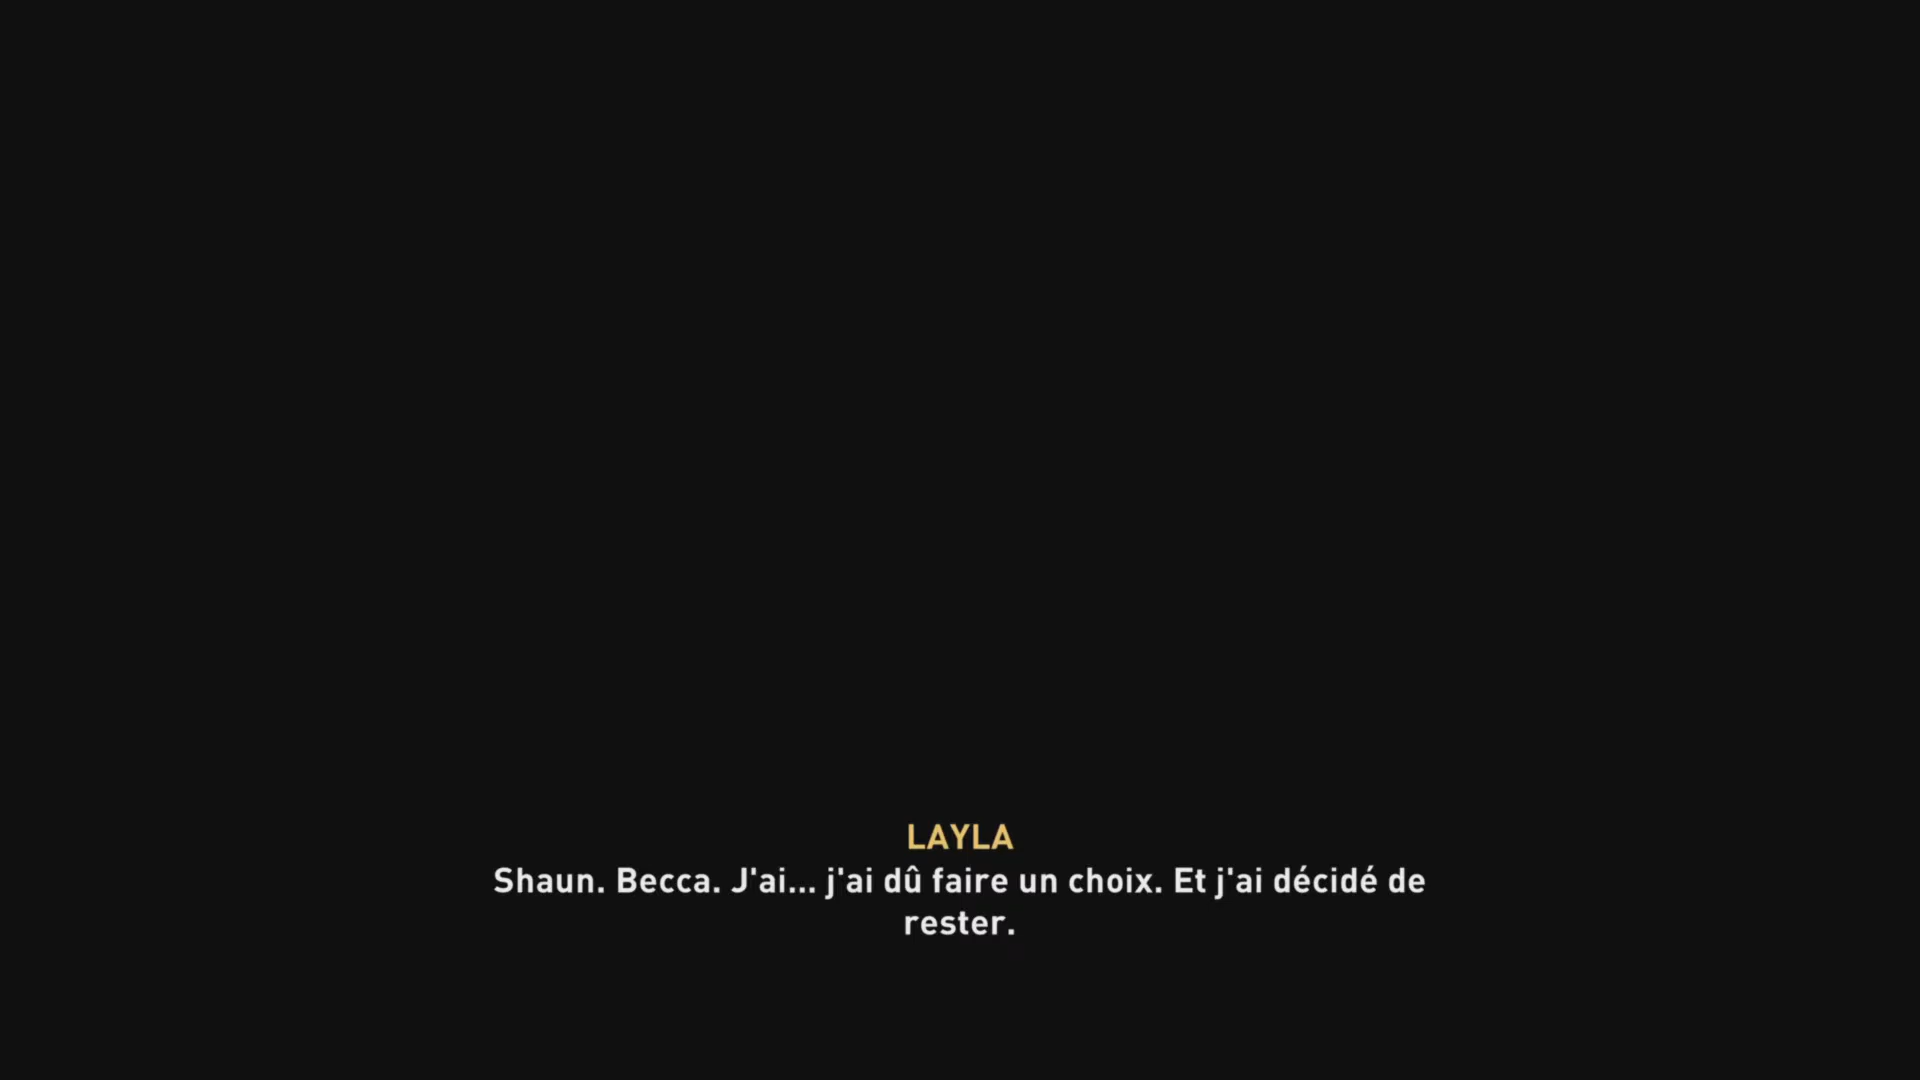 LAYLA
Shaun. Becca. J'ai... j'ai dû faire un choix. Et j'ai décidé de
rester.